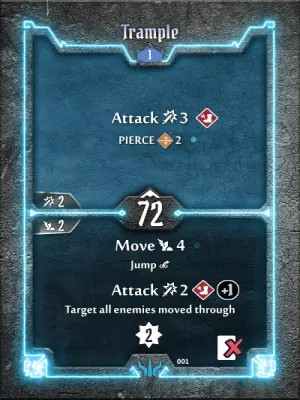 Trample
1
Attack 3
PIERCE 2
2
72
2
Move 4
Jump
Attack 2 +1
Target all enemies moved through
2
001